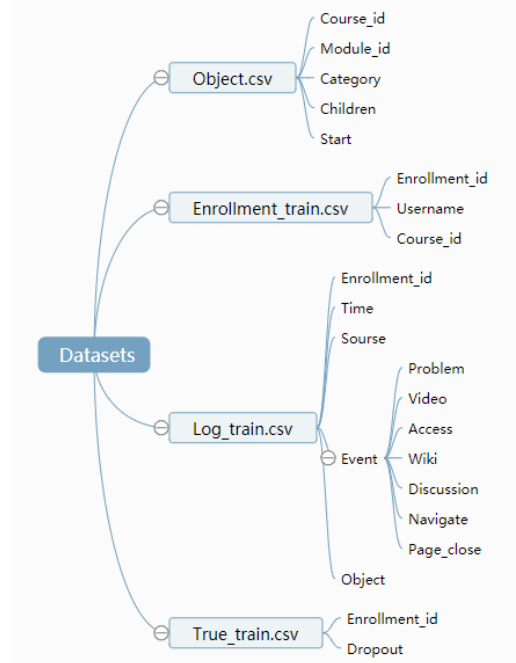 Datasets
Object.csv
Course_id
Module_id
Category
Children
Start
Enrollment_train.csv
Enrollment_id
Username
Course_id
Log_train.csv
Enrollment_id
Time
Sourse
Event
Problem
Video
Access
Wiki
Discussion
Navigate
Page_close
Object
True_train.csv
Enrollment_id
Dropout